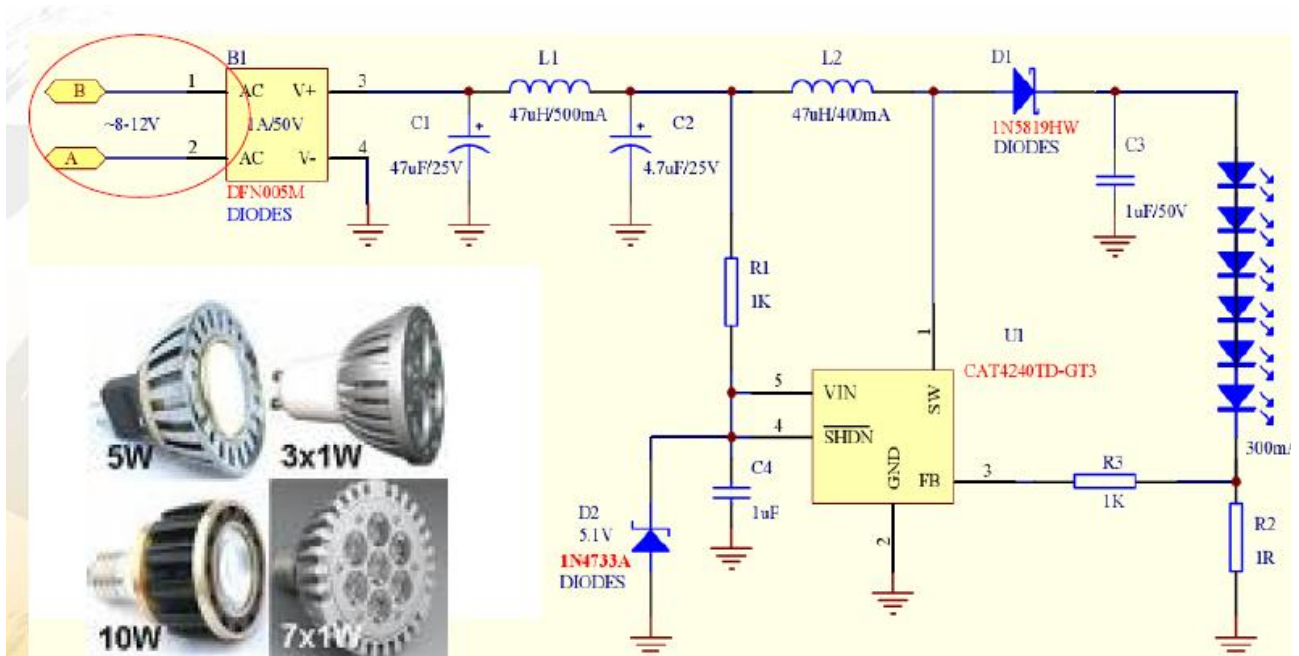 B1
L1
L2
D1
B
1
AC
V+
3
~8-12V
1A/50V
A
2
AC
V-
4
DFN005M
DIODES
C1
+
47uF/25V
47uH/500mA
C2
+
4.7uF/25V
47uH/400mA
1N5819HW
DIODES
C3
1uF/50V
R1
1K
U1
CAT4240TD-GT3
1
5
VIN
SW
4
SHDN
GND
FB
3
2
R3
1K
300mA
R2
1R
C4
1uF
D2
5.1V
1N4733A
DIODES
5W
3x1W
10W
7x1W